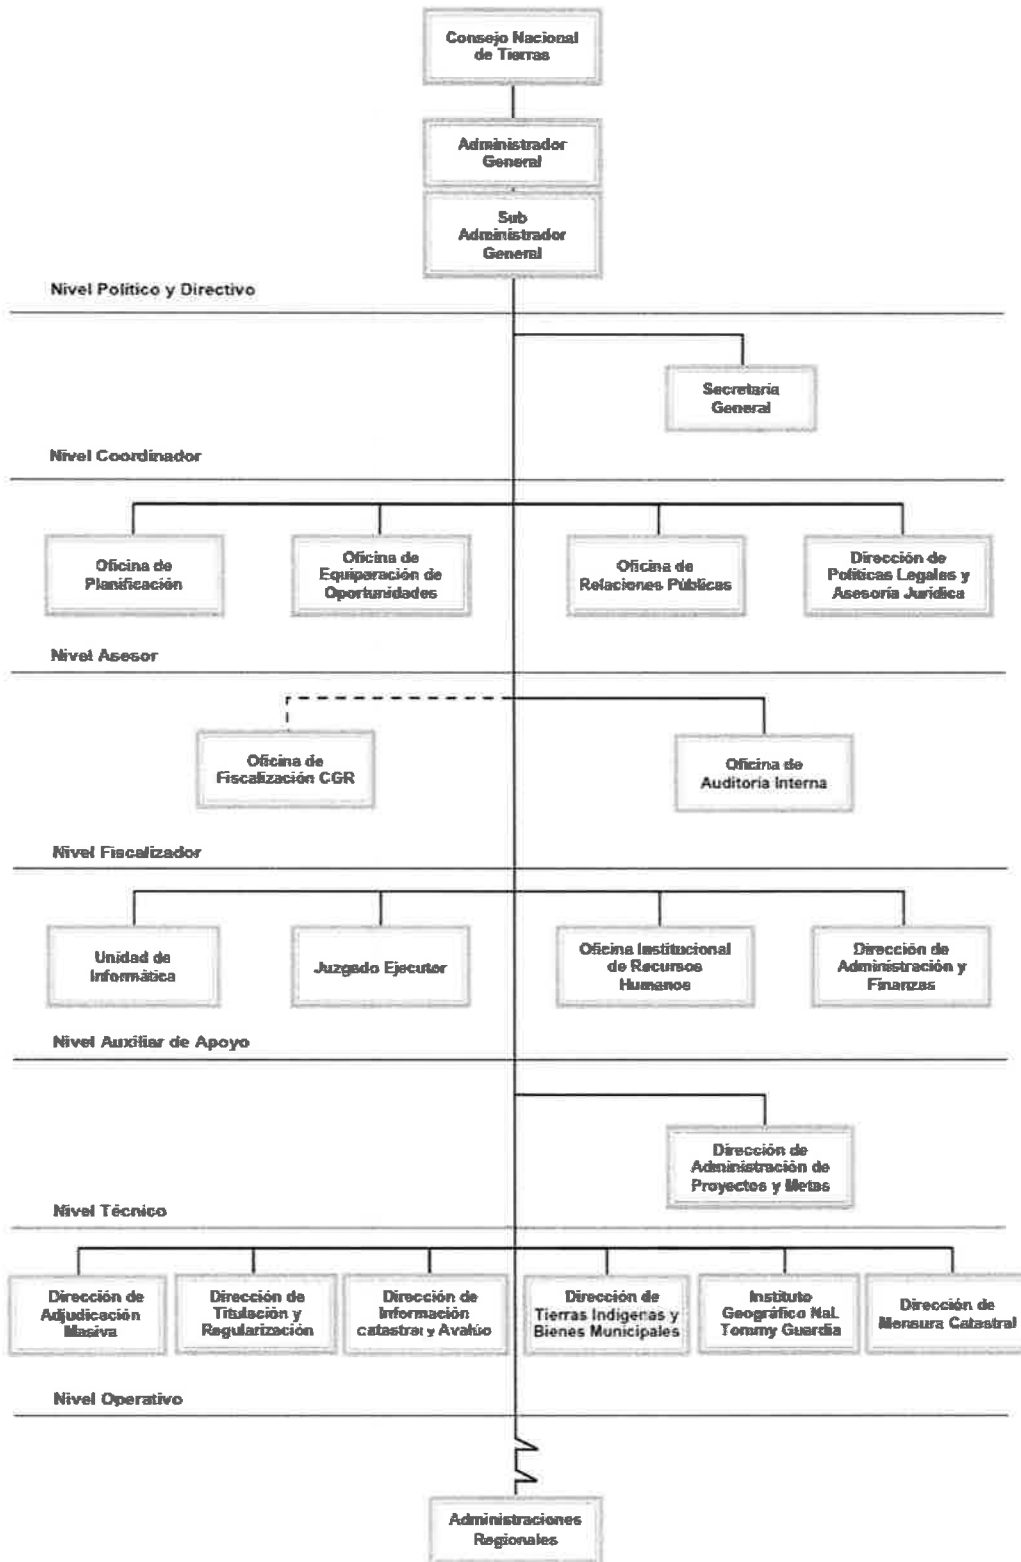 Consejo Nacional
de Tierras
Administrador
General
Sub
Administrador
General
Nivel Político y Directivo
Secretaría
General
Nivel Coordinador
Oficina de
Planificación
Oficina de
Equiparación de
Oportunidades
Oficina de
Relaciones Públicas
Dirección de
Políticas Legales y
Asesoría Jurídica
Nivel Asesor
Oficina de
Fiscalización CGR
Oficina de
Auditoría Interna
Nivel Fiscalizador
Unidad de
Informática
Juzgado Ejecutor
Oficina Institucional
de Recursos
Humanos
Dirección de
Administración y
Finanzas
Nivel Auxiliar de Apoyo
Dirección de
Administración de
Proyectos y Metas
Nivel Técnico
Dirección de
Adjudicación
Masiva
Dirección de
Titulación y
Regularización
Dirección de
Información
catastral y Avalúo
Dirección de
Tierras Indígenas y
Bienes Municipales
Instituto
Geográfico Nal.
Tommy Guardia
Dirección de
Mensura Catastral
Nivel Operativo
Administraciones
Regionales